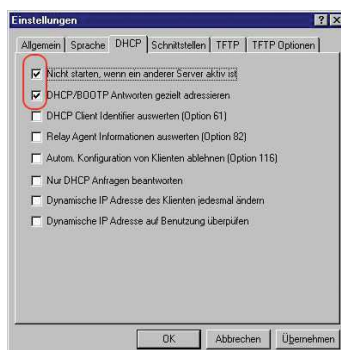 Einstellungen
Allgemein Sprache DHCP Schnittstellen TFTP TFTP Optionen
Nicht starten, wenn ein anderer Server aktiv ist
DHCP/BOOTP Antworten gezielt adressieren
DHCP Client Identifier auswerten (Option 61)
Relay Agent Informationen auswerten (Option 82)
Autom. Konfiguration von Klienten ablehnen (Option 116)
Nur DHCP Anfragen beantworten
Dynamische IP Adresse des Klienten jedesmal ändern
Dynamische IP Adresse auf Benutzung überpüfen
OK Abbrechen Übernehmen